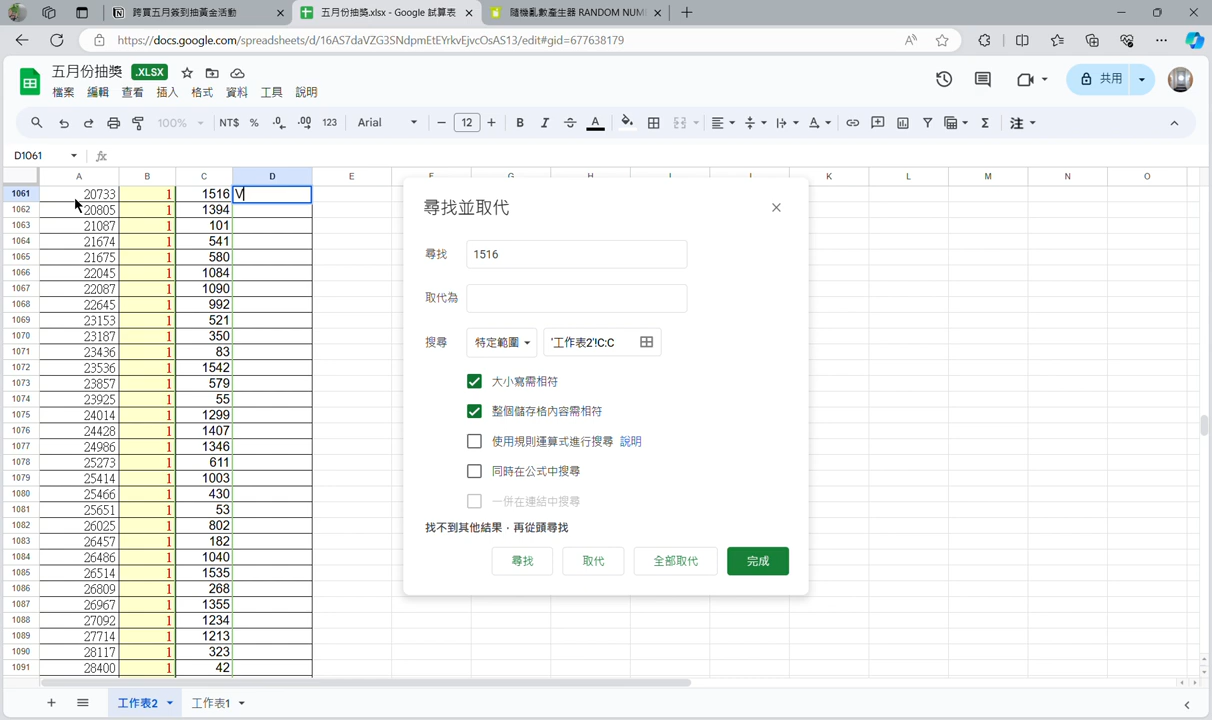 跨買五月簽到抽黃金活動
五月份抽獎.xlsx - Google 試算表
隨機亂數產生器 RANDOM NUM
https://docs.google.com/spreadsheets/d/16AS7daVZG3SNdpmEtEYrkvEjvcOsAS13/edit#gid=677638179
五月份抽獎
.XLSX
檔案 編輯 查看 插入 格式 資料 工具 說明
共用
100%
NT$ % .0 .00 123
Arial
12
B I A
注
D1061
fx
A B C D E F G H I J K L M N O
1061 20733 1 1516 V
1062 20805 1 1394
1063 21087 1 101
1064 21674 1 541
1065 21675 1 580
1066 22045 1 1084
1067 22087 1 1090
1068 22645 1 992
1069 23153 1 521
1070 23187 1 350
1071 23436 1 83
1072 23536 1 1542
1073 23857 1 579
1074 23925 1 55
1075 24014 1 1299
1076 24428 1 1407
1077 24986 1 1346
1078 25273 1 611
1079 25414 1 1003
1080 25466 1 430
1081 25651 1 53
1082 26025 1 802
1083 26457 1 182
1084 26486 1 1040
1085 26514 1 1535
1086 26809 1 268
1087 26967 1 1355
1088 27092 1 1234
1089 27714 1 1213
1090 28117 1 323
1091 28400 1 42
尋找並取代
尋找 1516
取代為
搜尋 特定範圍 '工作表2'!C:C
大小寫需相符
整個儲存格內容需相符
使用規則運算式進行搜尋 說明
同時在公式中搜尋
一併在連結中搜尋
找不到其他結果，再從頭尋找
尋找 取代 全部取代 完成
工作表2 工作表1